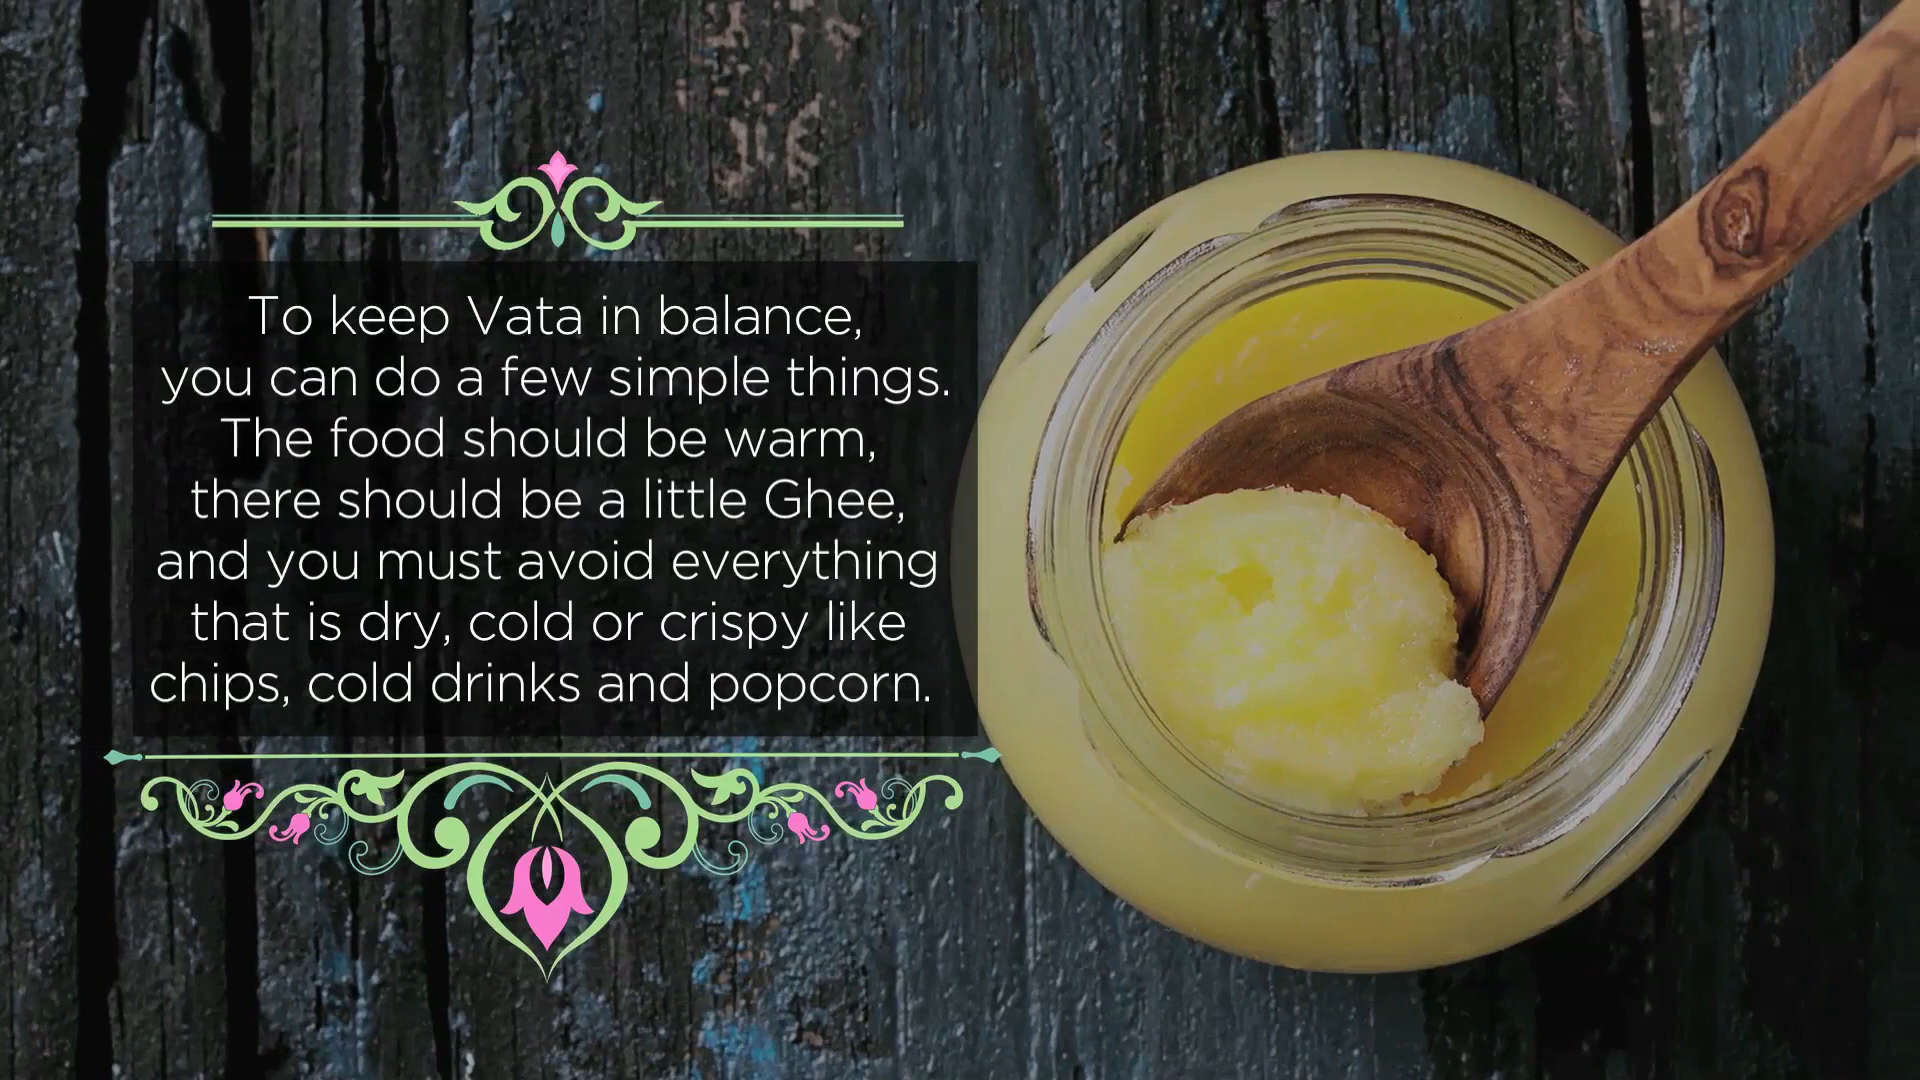 To keep Vata in balance,
you can do a few simple things.
The food should be warm,
there should be a little Ghee,
and you must avoid everything
that is dry, cold or crispy like
chips, cold drinks and popcorn.